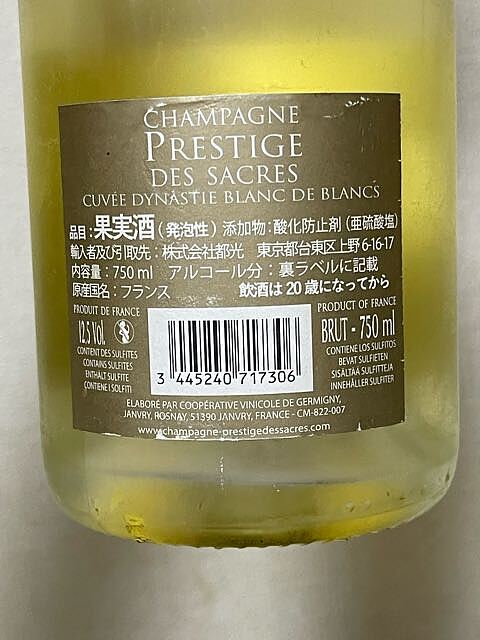 CHAMPAGNE
PRESTIGE
DES SACRES
CUVÉE DYNASTIE BLANC DE BLANCS
品目：果実酒（発泡性）添加物：酸化防止剤（亜硫酸塩）
輸入者及び引取先：株式会社都光 東京都台東区上野6-16-17
内容量：750ml アルコール分：裏ラベルに記載
原産国名：フランス 飲酒は20歳になってから
PRODUIT DE FRANCE
12,5 Vol.
CONTIENT DES SULFITES
CONTAINS SULFITES
ENTHÄLT SULFITE
CONTIENE I SOLFITI
3 445240 717306
PRODUCT OF FRANCE
BRUT - 750 ml
CONTIENE LOS SULFITOS
BEVAT SULFIETEN
SISÄLTÄÄ SULFIITTEJA
INNEHÅLLER SULFITER
ELABORÉ PAR COOPÉRATIVE VINICOLE DE GERMIGNY,
JANVRY, ROSNAY, 51390 JANVRY, FRANCE - CM-822-007
www.champagne-prestigedessacres.com